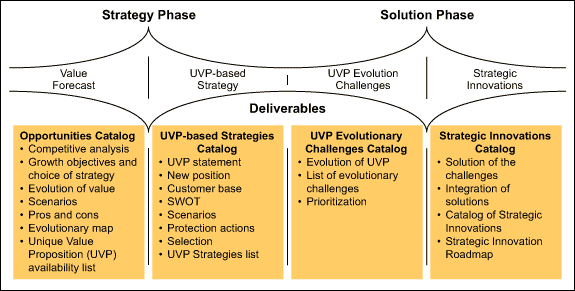 Strategy Phase
Solution Phase
Value
Forecast
UVP-based
Strategy
UVP Evolution
Challenges
Strategic
Innovations
Deliverables
Opportunities Catalog
• Competitive analysis
• Growth objectives and
choice of strategy
• Evolution of value
• Scenarios
• Pros and cons
• Evolutionary map
• Unique Value
Proposition (UVP)
availability list
UVP-based Strategies
Catalog
• UVP statement
• New position
• Customer base
• SWOT
• Scenarios
• Protection actions
• Selection
• UVP Strategies list
UVP Evolutionary
Challenges Catalog
• Evolution of UVP
• List of evolutionary
challenges
• Prioritization
Strategic Innovations
Catalog
• Solution of the
challenges
• Integration of
solutions
• Catalog of Strategic
Innovations
• Strategic Innovation
Roadmap